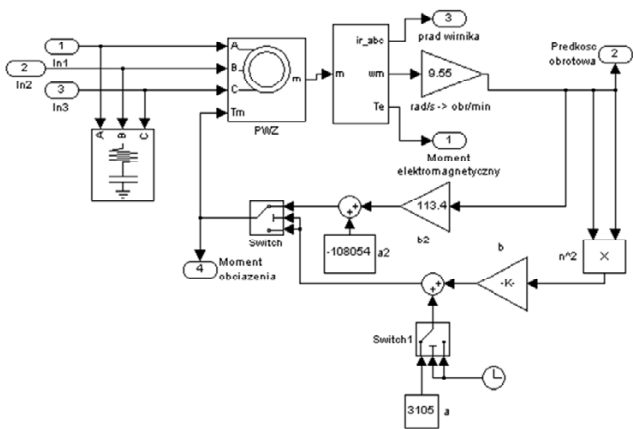 1
In1
2
In2
3
In3
A
B
C
A
B
C
Tm
m
PWZ
m
ir_abc
wm
Te
3
prad wirnika
9.55
rad/s -> obr/min
Predkosc
obrotowa
2
1
Moment
elektromagnetyczny
Switch
-108054
a2
113.4
b2
b
n^2
×
-K-
4
Moment
obciazenia
Switch1
3105
a